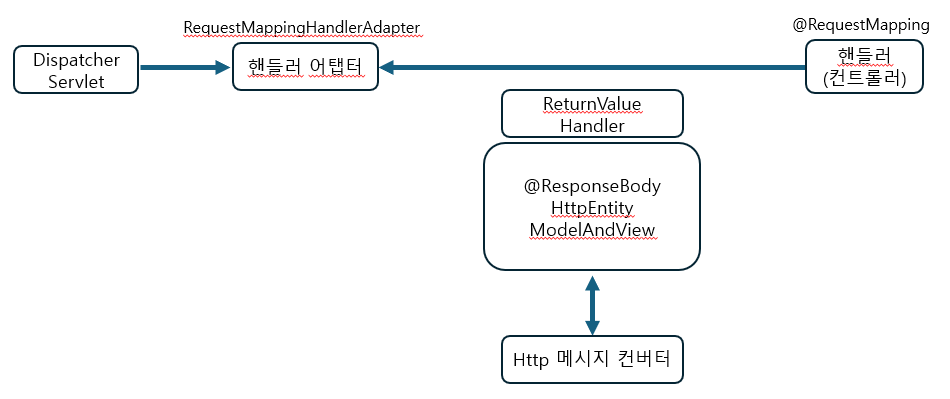 RequestMappingHandlerAdapter
@RequestMapping
Dispatcher
Servlet
핸들러 어탭터
핸들러
(컨트롤러)
ReturnValue
Handler
@ResponseBody
HttpEntity
ModelAndView
Http 메시지 컨버터